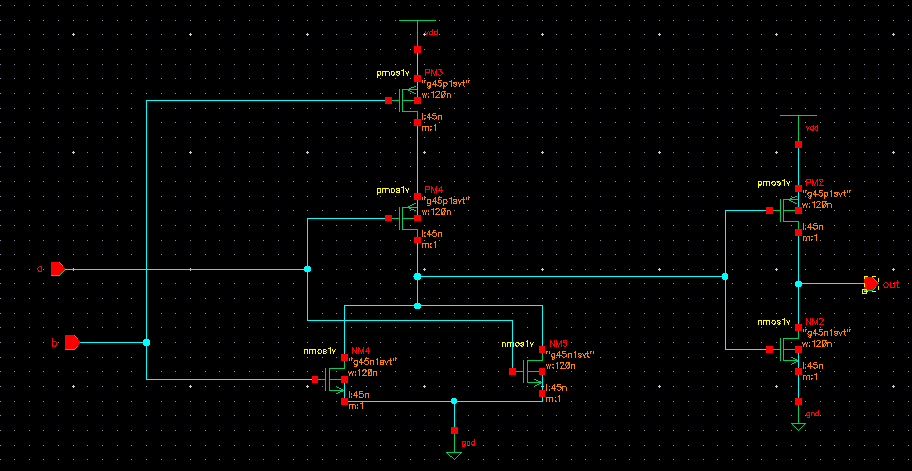 vdd
pmos1v PM3
"g45p1svt"
w:120n
l:45n
m:1
vdd
pmos1v PM4
"g45p1svt"
w:120n
l:45n
m:1
pmos1v PM2
"g45p1svt"
w:120n
l:45n
m:1
a
out
b
nmos1v NM4
"g45n1svt"
w:120n
l:45n
m:1
nmos1v
"g45n1svt"
w:120n
l:45n
m:1
nmos1v NM2
"g45n1svt"
w:120n
l:45n
m:1
gnd
gnd